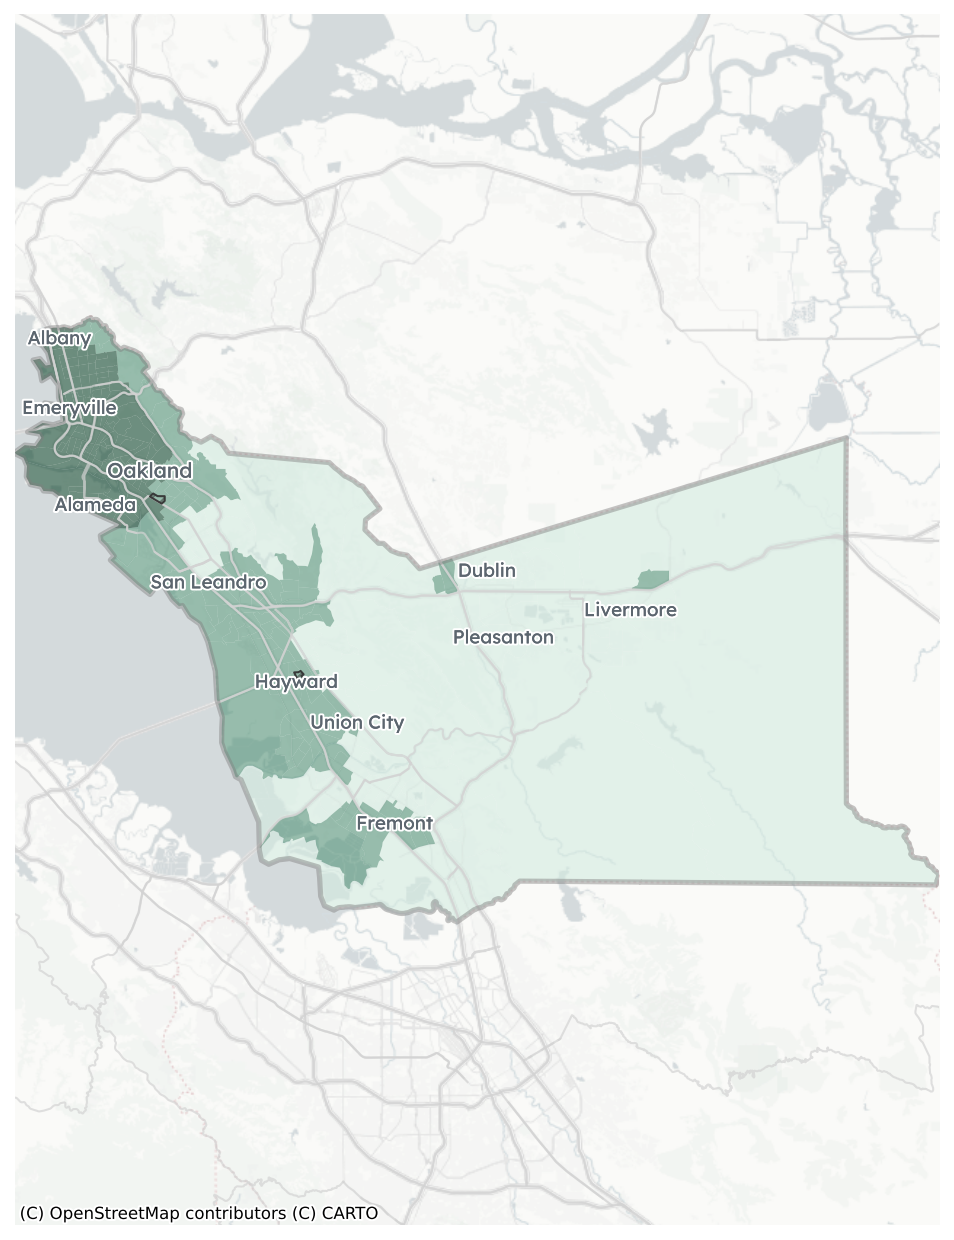 Albany
Emeryville
Oakland
Alameda
Dublin
San Leandro
Livermore
Pleasanton
Hayward
Union City
Fremont
(C) OpenStreetMap contributors (C) CARTO